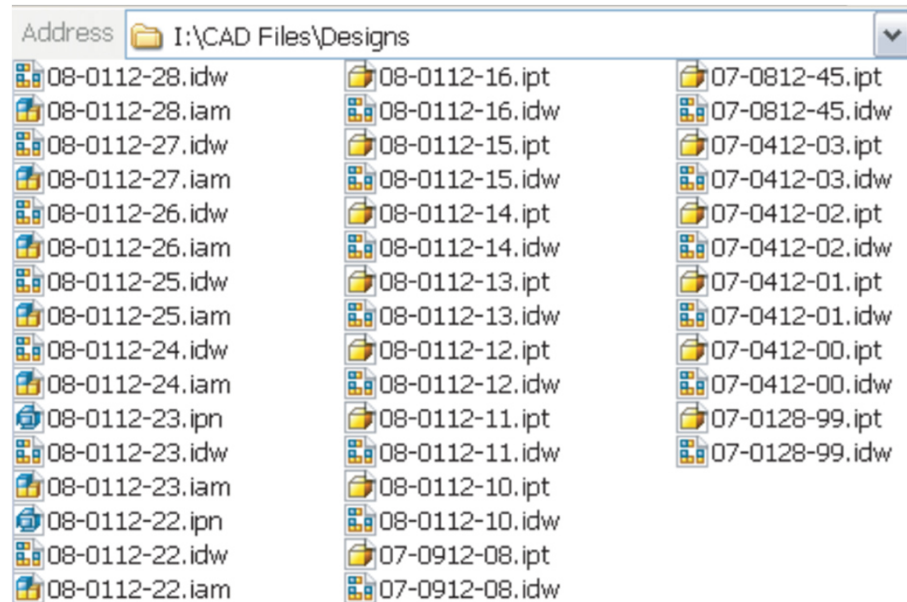 Address I:\CAD Files\Designs
08-0112-28.idw
08-0112-28.iam
08-0112-27.idw
08-0112-27.iam
08-0112-26.idw
08-0112-26.iam
08-0112-25.idw
08-0112-25.iam
08-0112-24.idw
08-0112-24.iam
08-0112-23.ipn
08-0112-23.idw
08-0112-23.iam
08-0112-22.ipn
08-0112-22.idw
08-0112-22.iam
08-0112-16.ipt
08-0112-16.idw
08-0112-15.ipt
08-0112-15.idw
08-0112-14.ipt
08-0112-14.idw
08-0112-13.ipt
08-0112-13.idw
08-0112-12.ipt
08-0112-12.idw
08-0112-11.ipt
08-0112-11.idw
08-0112-10.ipt
08-0112-10.idw
07-0912-08.ipt
07-0912-08.idw
07-0812-45.ipt
07-0812-45.idw
07-0412-03.ipt
07-0412-03.idw
07-0412-02.ipt
07-0412-02.idw
07-0412-01.ipt
07-0412-01.idw
07-0412-00.ipt
07-0412-00.idw
07-0128-99.ipt
07-0128-99.idw